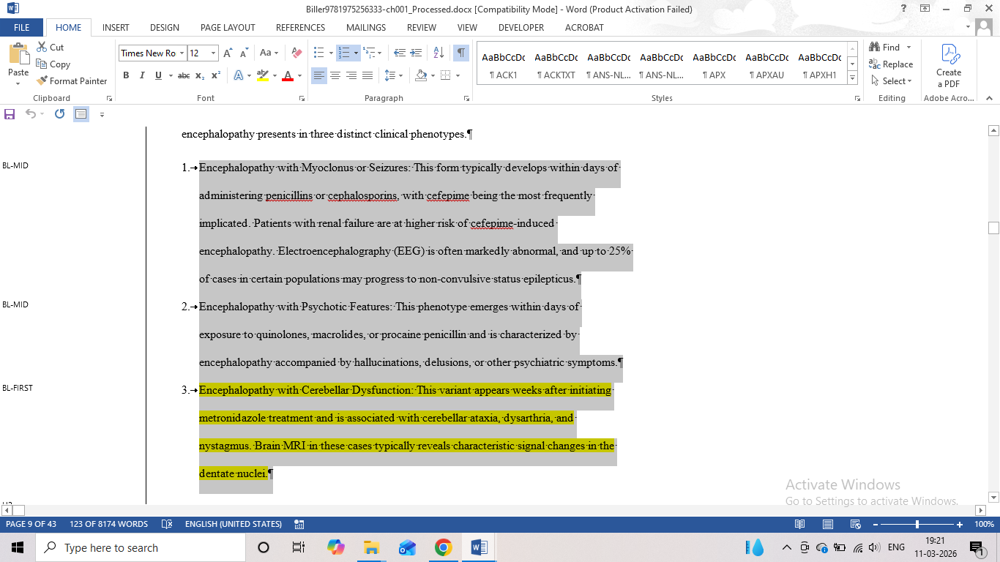 Biller9781975256333-ch001_Processed.docx [Compatibility Mode] - Word (Product Activation Failed)
FILE HOME INSERT DESIGN PAGE LAYOUT REFERENCES MAILINGS REVIEW VIEW DEVELOPER ACROBAT
Cut
Copy
Format Painter
Paste
Clipboard
Times New Ro 12
Font
Paragraph
AaBbCcDc AaBbCcDc AaBbCcDc AaBbCcDc AaBbCcDc AaBbCcDc AaBbCcDc
¶ ACK1 ¶ ACKTXT ¶ ANS-NL... ¶ ANS-NL... ¶ APX ¶ APXAU ¶ APXH1
Styles
Find
Replace
Select
Editing
Create
a PDF
Adobe Acro...
encephalopathy presents in three distinct clinical phenotypes.¶
BL-MID
1. Encephalopathy with Myoclonus or Seizures: This form typically develops within days of
administering penicillins or cephalosporins, with cefepime being the most frequently
implicated. Patients with renal failure are at higher risk of cefepime-induced
encephalopathy. Electroencephalography (EEG) is often markedly abnormal, and up to 25%
of cases in certain populations may progress to non-convulsive status epilepticus.¶
BL-MID
2. Encephalopathy with Psychotic Features: This phenotype emerges within days of
exposure to quinolones, macrolides, or procaine penicillin and is characterized by
encephalopathy accompanied by hallucinations, delusions, or other psychiatric symptoms.¶
BL-FIRST
3. Encephalopathy with Cerebellar Dysfunction: This variant appears weeks after initiating
metronidazole treatment and is associated with cerebellar ataxia, dysarthria, and
nystagmus. Brain MRI in these cases typically reveals characteristic signal changes in the
dentate nuclei.¶
Activate Windows
Go to Settings to activate Windows.
PAGE 9 OF 43 123 OF 8174 WORDS ENGLISH (UNITED STATES) 100%
Type here to search
ENG
19:21
11-03-2026
1